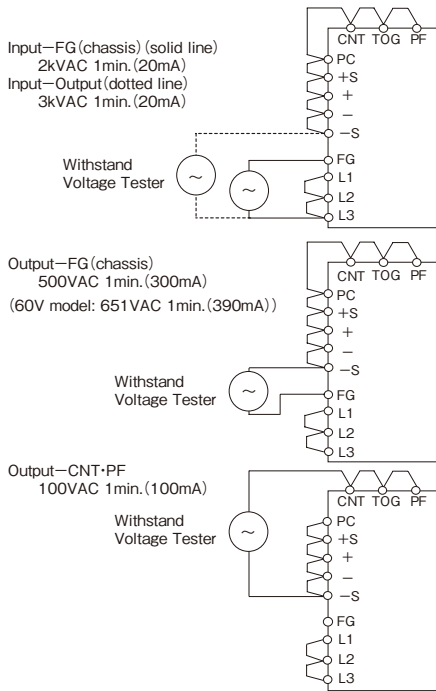 CNT TOG PF
Input−FG(chassis)(solid line)
2kVAC 1min.(20mA)
Input−Output(dotted line)
3kVAC 1min.(20mA)
PC
+S
+
−
−S
FG
L1
L2
L3
Withstand
Voltage Tester
~
~
CNT TOG PF
Output−FG(chassis)
500VAC 1min.(300mA)
(60V model: 651VAC 1min.(390mA))
PC
+S
+
−
−S
FG
L1
L2
L3
Withstand
Voltage Tester
~
Output−CNT・PF
100VAC 1min.(100mA)
CNT TOG PF
Withstand
Voltage Tester
~
PC
+S
+
−
−S
FG
L1
L2
L3